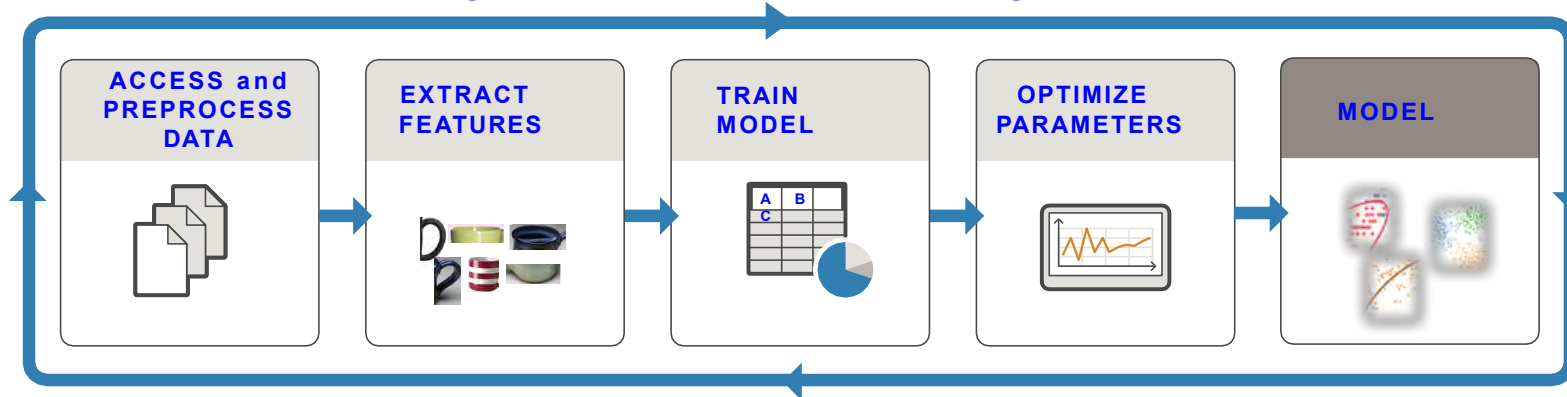 ACCESS and
PREPROCESS
DATA
EXTRACT
FEATURES
TRAIN
MODEL
OPTIMIZE
PARAMETERS
MODEL
A B
C